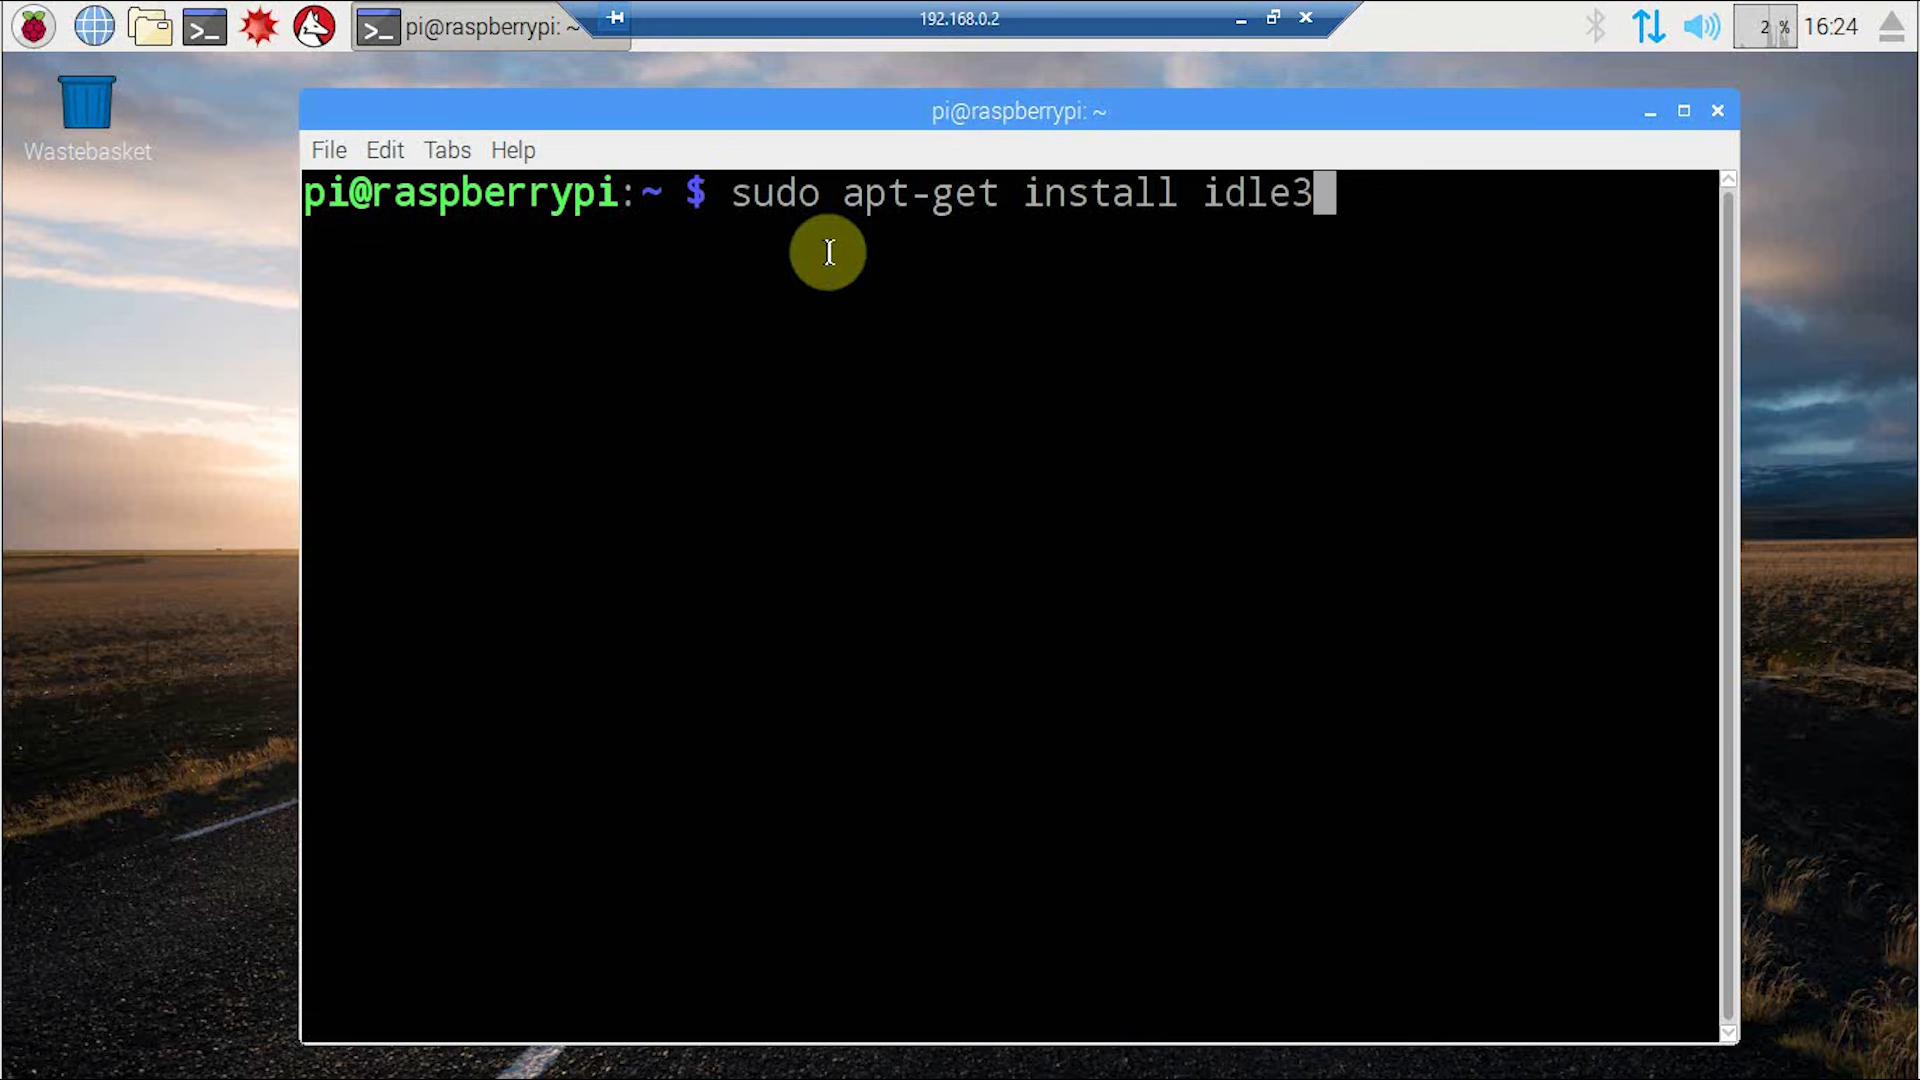 pi@raspberrypi: ~
192.168.0.2
2 %
16:24
Wastebasket
pi@raspberrypi: ~
File Edit Tabs Help
pi@raspberrypi:~ $ sudo apt-get install idle3